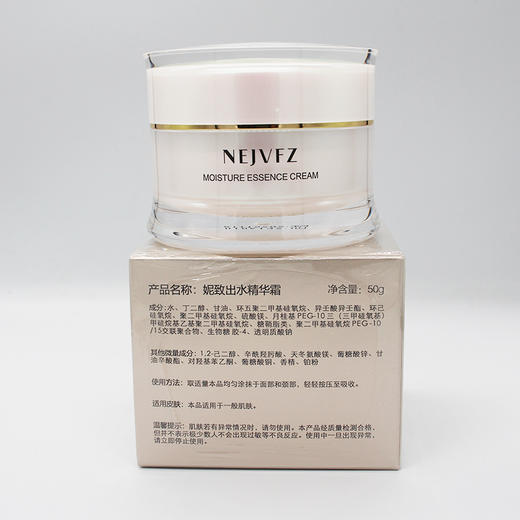 NEJVFZ
MOISTURE ESSENCE CREAM
产品名称：妮致出水精华霜 净含量：50g
成分：水、丁二醇、甘油、环五聚二甲基硅氧烷、异壬酸异壬酯、环己
硅氧烷、聚二甲基硅氧烷、硫酸镁、月桂基 PEG-10 三（三甲硅氧基）
甲硅烷基乙基聚二甲基硅氧烷、糖鞘脂类、聚二甲基硅氧烷 PEG-10
/15交联聚合物、生物糖胶-4、透明质酸钠
其他微量成分：1,2-己二醇、辛酰羟肟酸、天冬氨酸镁、葡糖酸锌、甘
油辛酸酯、对羟基苯乙酮、葡糖酸铜、香精、铂粉
使用方法：取适量本品均匀涂抹于面部和颈部，轻轻按压至吸收。
适用皮肤：本品适用于一般肌肤。
温馨提示：肌肤若有异常情况时，请勿使用。本产品经质量检测合格，
但并不表示极少数人不会出现过敏等不良反应。使用中一旦出现异常，
请立即停止使用。